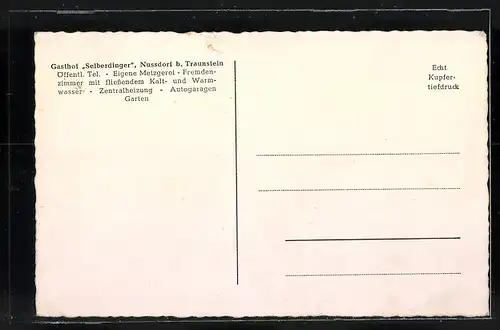 Gasthof „Selberdinger", Nussdorf b. Traunstein
Öffentl. Tel. - Eigene Metzgerei - Fremden-
zimmer mit fließendem Kalt- und Warm-
wasser - Zentralheizung - Autogaragen
Garten
Echt
Kupfer-
tiefdruck